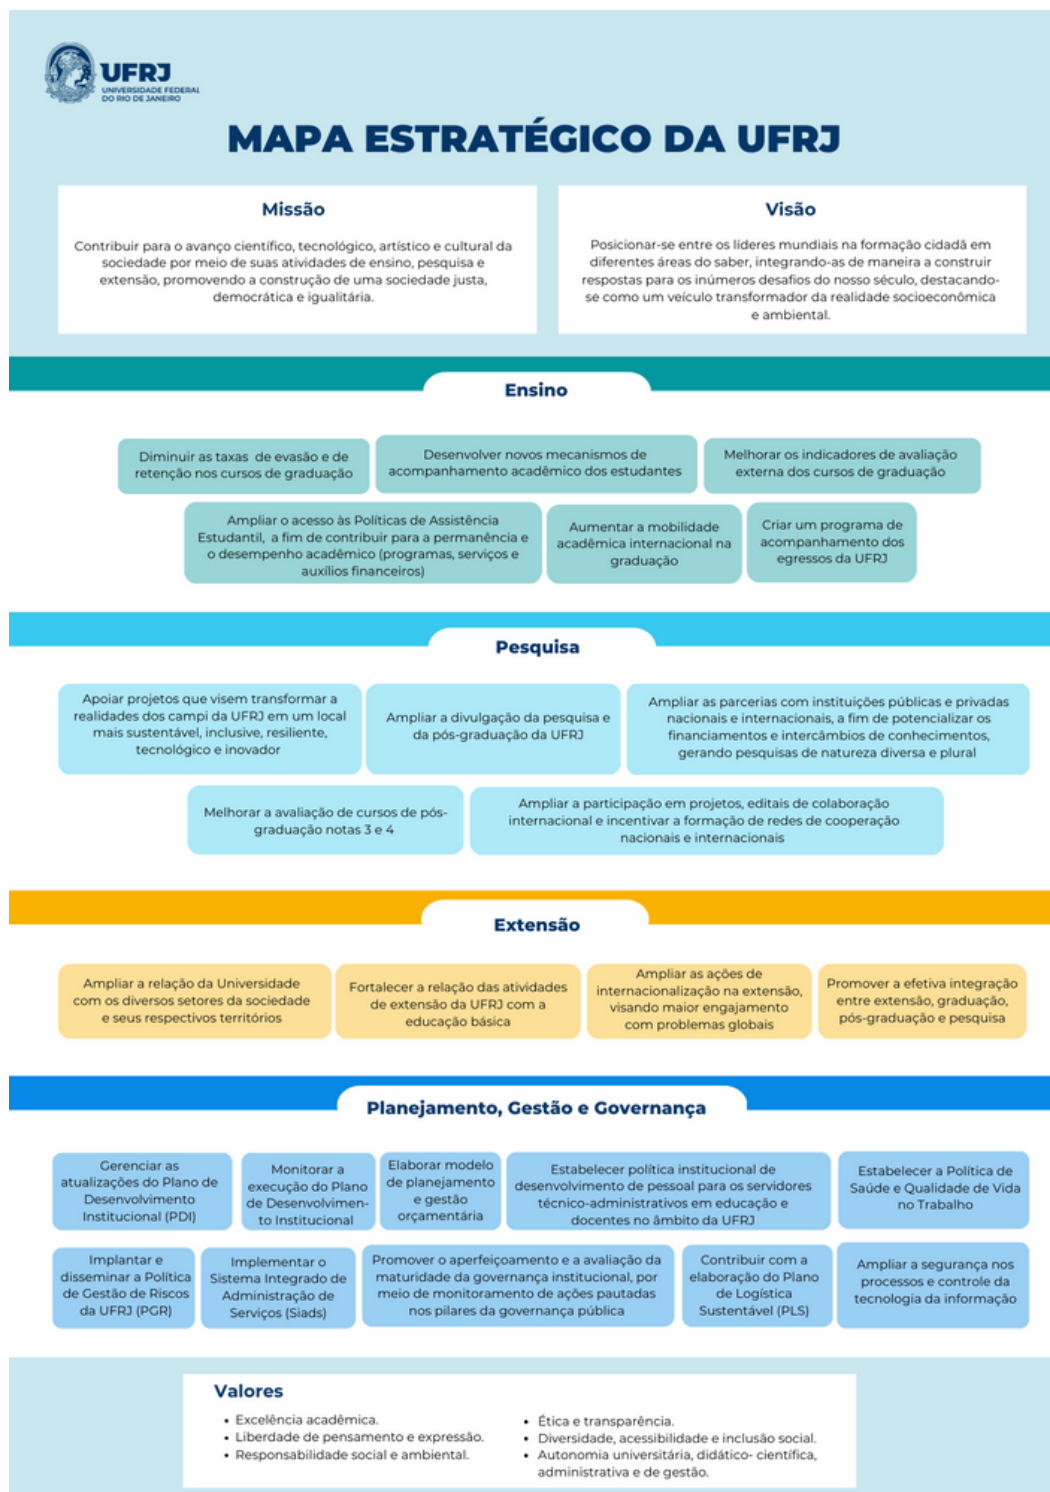 UFRJ
UNIVERSIDADE FEDERAL
DO RIO DE JANEIRO
MAPA ESTRATÉGICO DA UFRJ
Missão
Contribuir para o avanço científico, tecnológico, artístico e cultural da
sociedade por meio de suas atividades de ensino, pesquisa e
extensão, promovendo a construção de uma sociedade justa,
democrática e igualitária.
Visão
Posicionar-se entre os líderes mundiais na formação cidadã em
diferentes áreas do saber, integrando-as de maneira a construir
respostas para os inúmeros desafios do nosso século, destacando-
se como um veículo transformador da realidade socioeconômica
e ambiental.
Ensino
Diminuir as taxas de evasão e de
retenção nos cursos de graduação
Desenvolver novos mecanismos de
acompanhamento acadêmico dos estudantes
Melhorar os indicadores de avaliação
externa dos cursos de graduação
Ampliar o acesso às Políticas de Assistência
Estudantil, a fim de contribuir para a permanência e
o desempenho acadêmico (programas, serviços e
auxílios financeiros)
Aumentar a mobilidade
acadêmica internacional na
graduação
Criar um programa de
acompanhamento dos
egressos da UFRJ
Pesquisa
Apoiar projetos que visem transformar a
realidades dos campi da UFRJ em um local
mais sustentável, inclusive, resiliente,
tecnológico e inovador
Ampliar a divulgação da pesquisa e
da pós-graduação da UFRJ
Ampliar as parcerias com instituições públicas e privadas
nacionais e internacionais, a fim de potencializar os
financiamentos e intercâmbios de conhecimentos,
gerando pesquisas de natureza diversa e plural
Melhorar a avaliação de cursos de pós-
graduação notas 3 e 4
Ampliar a participação em projetos, editais de colaboração
internacional e incentivar a formação de redes de cooperação
nacionais e internacionais
Extensão
Ampliar a relação da Universidade
com os diversos setores da sociedade
e seus respectivos territórios
Fortalecer a relação das atividades
de extensão da UFRJ com a
educação básica
Ampliar as ações de
internacionalização na extensão,
visando maior engajamento
com problemas globais
Promover a efetiva integração
entre extensão, graduação,
pós-graduação e pesquisa
Planejamento, Gestão e Governança
Gerenciar as
atualizações do Plano de
Desenvolvimento
Institucional (PDI)
Monitorar a
execução do Plano
de Desenvolvimen-
to Institucional
Elaborar modelo
de planejamento
e gestão
orçamentária
Estabelecer política institucional de
desenvolvimento de pessoal para os servidores
técnico-administrativos em educação e
docentes no âmbito da UFRJ
Estabelecer a Política de
Saúde e Qualidade de Vida
no Trabalho
Implantar e
disseminar a Política
de Gestão de Riscos
da UFRJ (PGR)
Implementar o
Sistema Integrado de
Administração de
Serviços (Siads)
Promover o aperfeiçoamento e a avaliação da
maturidade da governança institucional, por
meio de monitoramento de ações pautadas
nos pilares da governança pública
Contribuir com a
elaboração do Plano
de Logística
Sustentável (PLS)
Ampliar a segurança nos
processos e controle da
tecnologia da informação
Valores
• Excelência acadêmica.
• Liberdade de pensamento e expressão.
• Responsabilidade social e ambiental.
• Ética e transparência.
• Diversidade, acessibilidade e inclusão social.
• Autonomia universitária, didático- científica,
administrativa e de gestão.